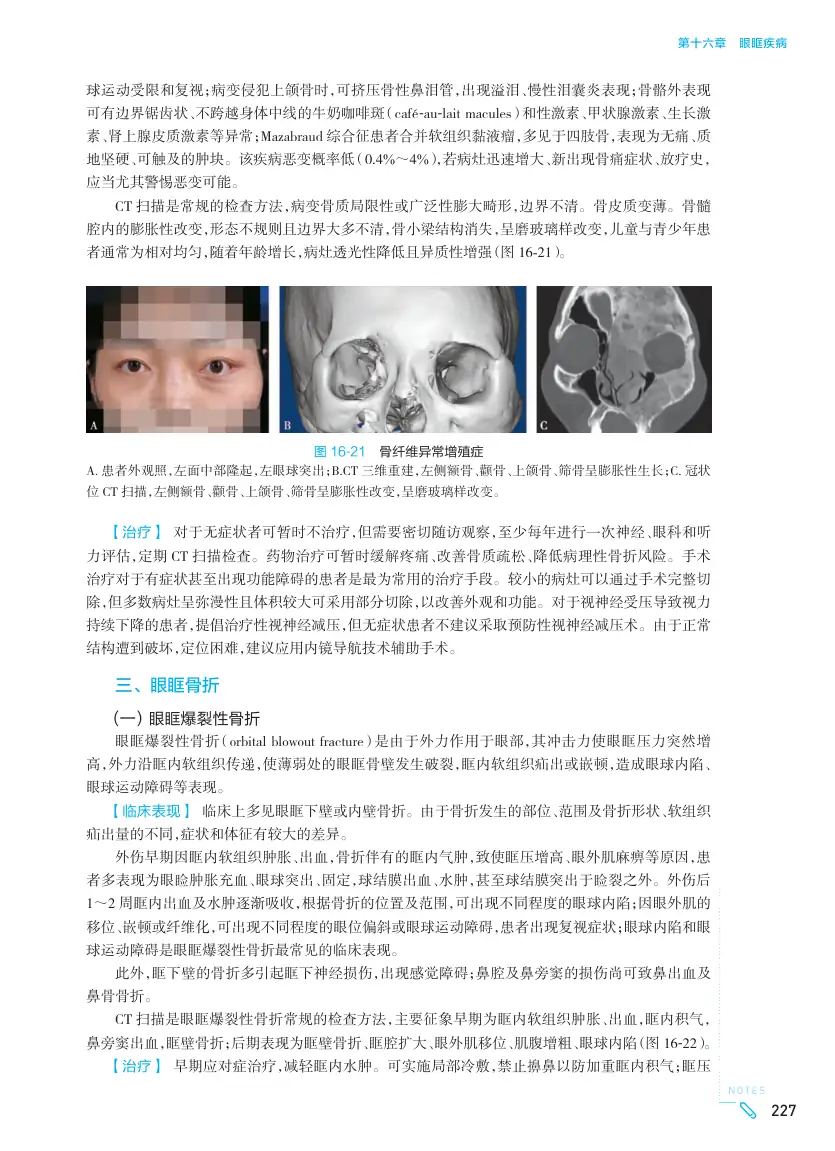 第十六章 眼眶疾病
球运动受限和复视；病变侵犯上颌骨时，可挤压骨性鼻泪管，出现溢泪、慢性泪囊炎表现；骨骼外表现
可有边界锯齿状、不跨越身体中线的牛奶咖啡斑（café-au-lait macules）和性激素、甲状腺激素、生长激
素、肾上腺皮质激素等异常；Mazabraud 综合征患者合并软组织黏液瘤，多见于四肢骨，表现为无痛、质
地坚硬、可触及的肿块。该疾病恶变概率低（0.4%～4%），若病灶迅速增大、新出现骨痛症状、放疗史，
应当尤其警惕恶变可能。
CT 扫描是常规的检查方法，病变骨质局限性或广泛性膨大畸形，边界不清。骨皮质变薄。骨髓
腔内的膨胀性改变，形态不规则且边界大多不清，骨小梁结构消失，呈磨玻璃样改变，儿童与青少年患
者通常为相对均匀，随着年龄增长，病灶透光性降低且异质性增强（图 16-21）。
A
B
C
图 16-21 骨纤维异常增殖症
A. 患者外观照，左面中部隆起，左眼球突出；B.CT 三维重建，左侧额骨、颧骨、上颌骨、筛骨呈膨胀性生长；C. 冠状
位 CT 扫描，左侧额骨、颧骨、上颌骨、筛骨呈膨胀性改变，呈磨玻璃样改变。
【治疗】 对于无症状者可暂时不治疗，但需要密切随访观察，至少每年进行一次神经、眼科和听
力评估，定期 CT 扫描检查。药物治疗可暂时缓解疼痛、改善骨质疏松、降低病理性骨折风险。手术
治疗对于有症状甚至出现功能障碍的患者是最为常用的治疗手段。较小的病灶可以通过手术完整切
除，但多数病灶呈弥漫性且体积较大可采用部分切除，以改善外观和功能。对于视神经受压导致视力
持续下降的患者，提倡治疗性视神经减压，但无症状患者不建议采取预防性视神经减压术。由于正常
结构遭到破坏，定位困难，建议应用内镜导航技术辅助手术。
三、眼眶骨折
（一）眼眶爆裂性骨折
眼眶爆裂性骨折（orbital blowout fracture）是由于外力作用于眼部，其冲击力使眼眶压力突然增
高，外力沿眶内软组织传递，使薄弱处的眼眶骨壁发生破裂，眶内软组织疝出或嵌顿，造成眼球内陷、
眼球运动障碍等表现。
【临床表现】 临床上多见眼眶下壁或内壁骨折。由于骨折发生的部位、范围及骨折形状、软组织
疝出量的不同，症状和体征有较大的差异。
外伤早期因眶内软组织肿胀、出血，骨折伴有的眶内气肿，致使眶压增高、眼外肌麻痹等原因，患
者多表现为眼睑肿胀充血、眼球突出、固定，球结膜出血、水肿，甚至球结膜突出于睑裂之外。外伤后
1～2 周眶内出血及水肿逐渐吸收，根据骨折的位置及范围，可出现不同程度的眼球内陷；因眼外肌的
移位、嵌顿或纤维化，可出现不同程度的眼位偏斜或眼球运动障碍，患者出现复视症状；眼球内陷和眼
球运动障碍是眼眶爆裂性骨折最常见的临床表现。
此外，眶下壁的骨折多引起眶下神经损伤，出现感觉障碍；鼻腔及鼻旁窦的损伤尚可致鼻出血及
鼻骨骨折。
CT 扫描是眼眶爆裂性骨折常规的检查方法，主要征象早期为眶内软组织肿胀、出血，眶内积气，
鼻旁窦出血，眶壁骨折；后期表现为眶壁骨折、眶腔扩大、眼外肌移位、肌腹增粗、眼球内陷（图 16-22）。
【治疗】 早期应对症治疗，减轻眶内水肿。可实施局部冷敷，禁止擤鼻以防加重眶内积气；眶压
NOTES
227